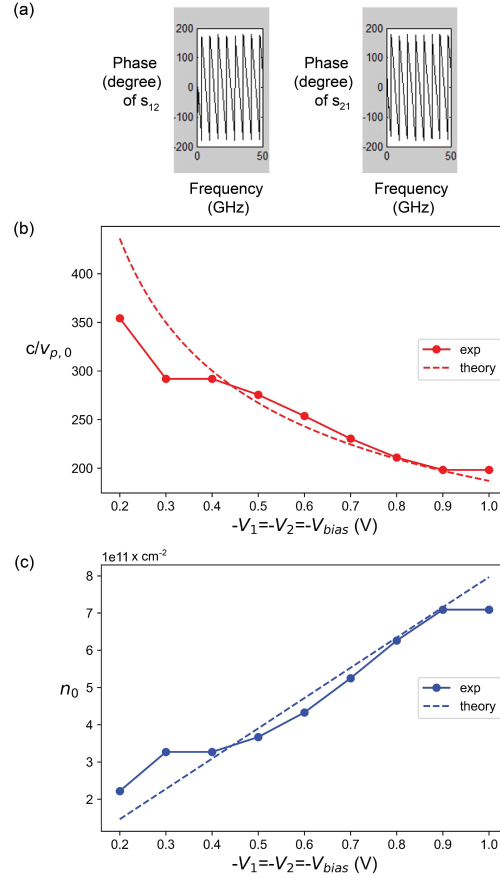 (a)
200
100
0
-100
-200
0
50
Phase
(degree)
of s12
Frequency
(GHz)
200
100
0
-100
-200
0
50
Phase
(degree)
of s21
Frequency
(GHz)
(b)
400
350
300
250
200
c/vp, 0
exp
theory
0.2 0.3 0.4 0.5 0.6 0.7 0.8 0.9 1.0
-V1=-V2=-Vbias (V)
(c)
1e11 x cm-2
8
7
6
5
4
3
2
n0
exp
theory
0.2 0.3 0.4 0.5 0.6 0.7 0.8 0.9 1.0
-V1=-V2=-Vbias (V)